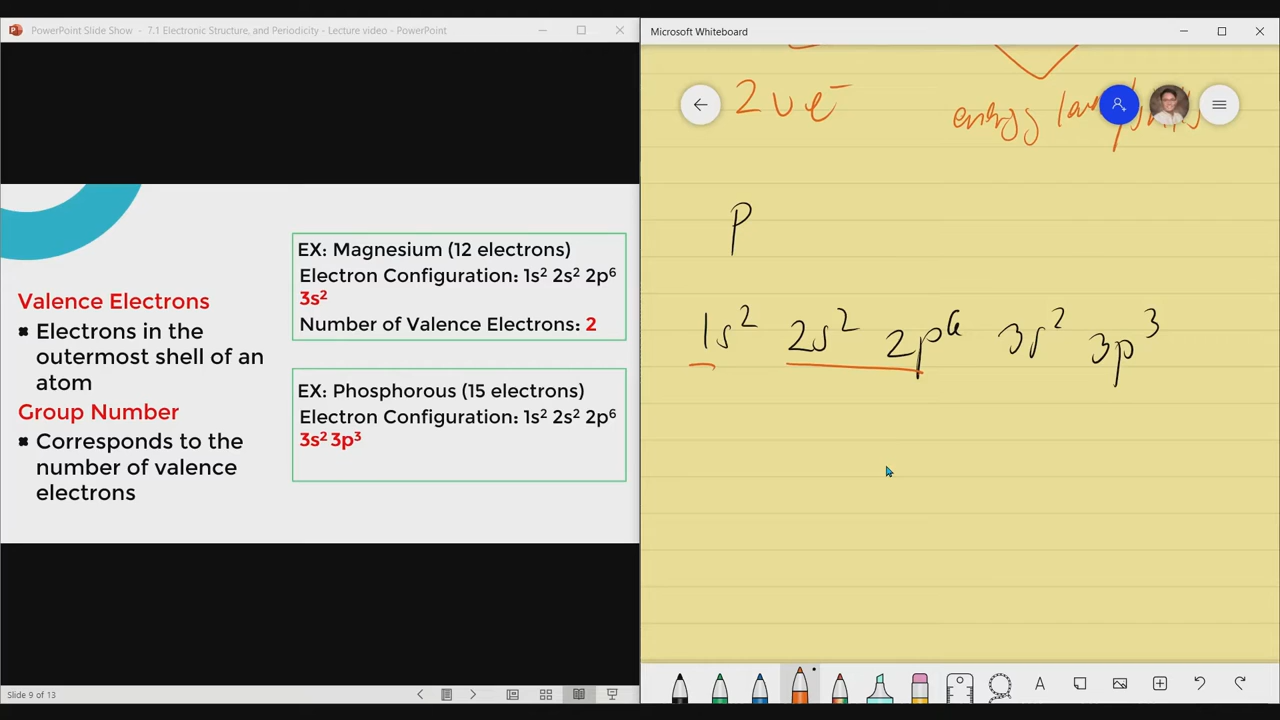 PowerPoint Slide Show - 7.1 Electronic Structure, and Periodicity - Lecture video - PowerPoint
Valence Electrons
Electrons in the
outermost shell of an
atom
Group Number
Corresponds to the
number of valence
electrons
EX: Magnesium (12 electrons)
Electron Configuration: 1s² 2s² 2p⁶
3s²
Number of Valence Electrons: 2
EX: Phosphorous (15 electrons)
Electron Configuration: 1s² 2s² 2p⁶
3s² 3p³
Slide 9 of 13
Microsoft Whiteboard
2 v e⁻
energy
P
1s² 2s² 2p⁶ 3s² 3p³
A